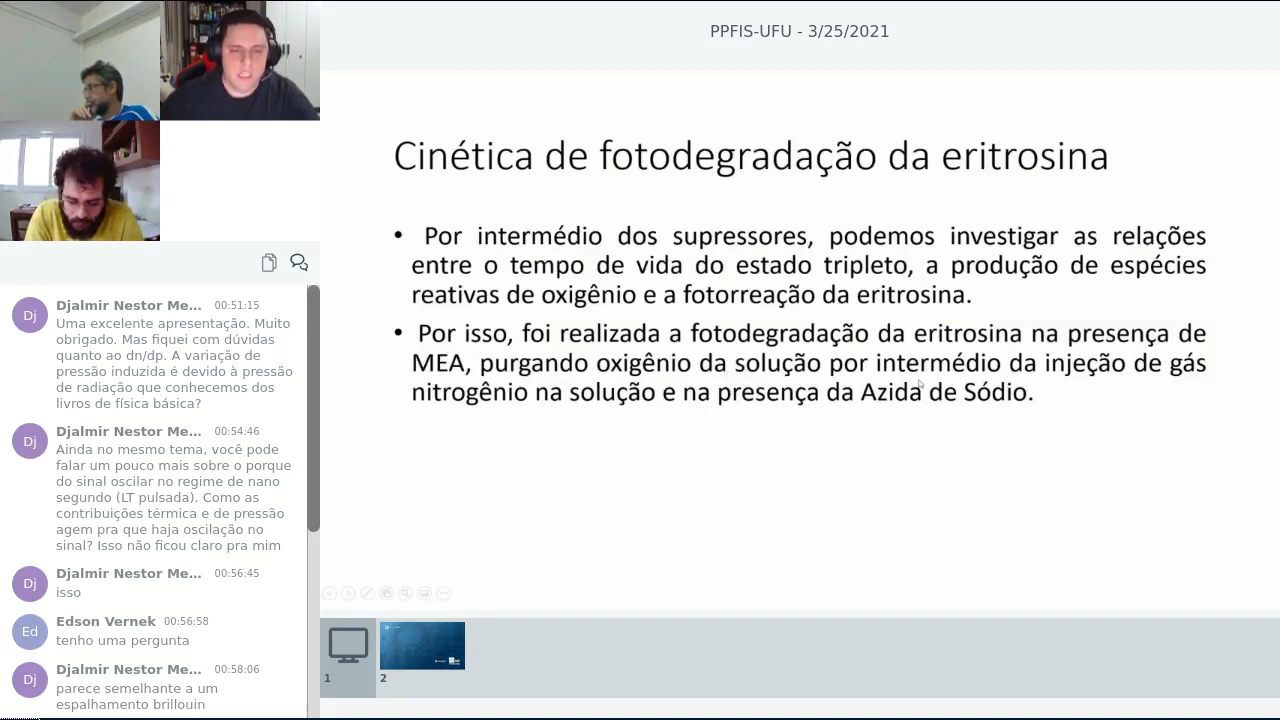 PPFIS-UFU - 3/25/2021
Cinética de fotodegradação da eritrosina
• Por intermédio dos supressores, podemos investigar as relações
entre o tempo de vida do estado tripleto, a produção de espécies
reativas de oxigênio e a fotorreação da eritrosina.
• Por isso, foi realizada a fotodegradação da eritrosina na presença de
MEA, purgando oxigênio da solução por intermédio da injeção de gás
nitrogênio na solução e na presença da Azida de Sódio.
Dj
Djalmir Nestor Me... 00:51:15
Uma excelente apresentação. Muito
obrigado. Mas fiquei com dúvidas
quanto ao dn/dp. A variação de
pressão induzida é devido à pressão
de radiação que conhecemos dos
livros de física básica?
Dj
Djalmir Nestor Me... 00:54:46
Ainda no mesmo tema, você pode
falar um pouco mais sobre o porque
do sinal oscilar no regime de nano
segundo (LT pulsada). Como as
contribuições térmica e de pressão
agem pra que haja oscilação no
sinal? Isso não ficou claro pra mim
Dj
Djalmir Nestor Me... 00:56:45
isso
Ed
Edson Vernek 00:56:58
tenho uma pergunta
Dj
Djalmir Nestor Me... 00:58:06
parece semelhante a um
espalhamento brillouin
1
2